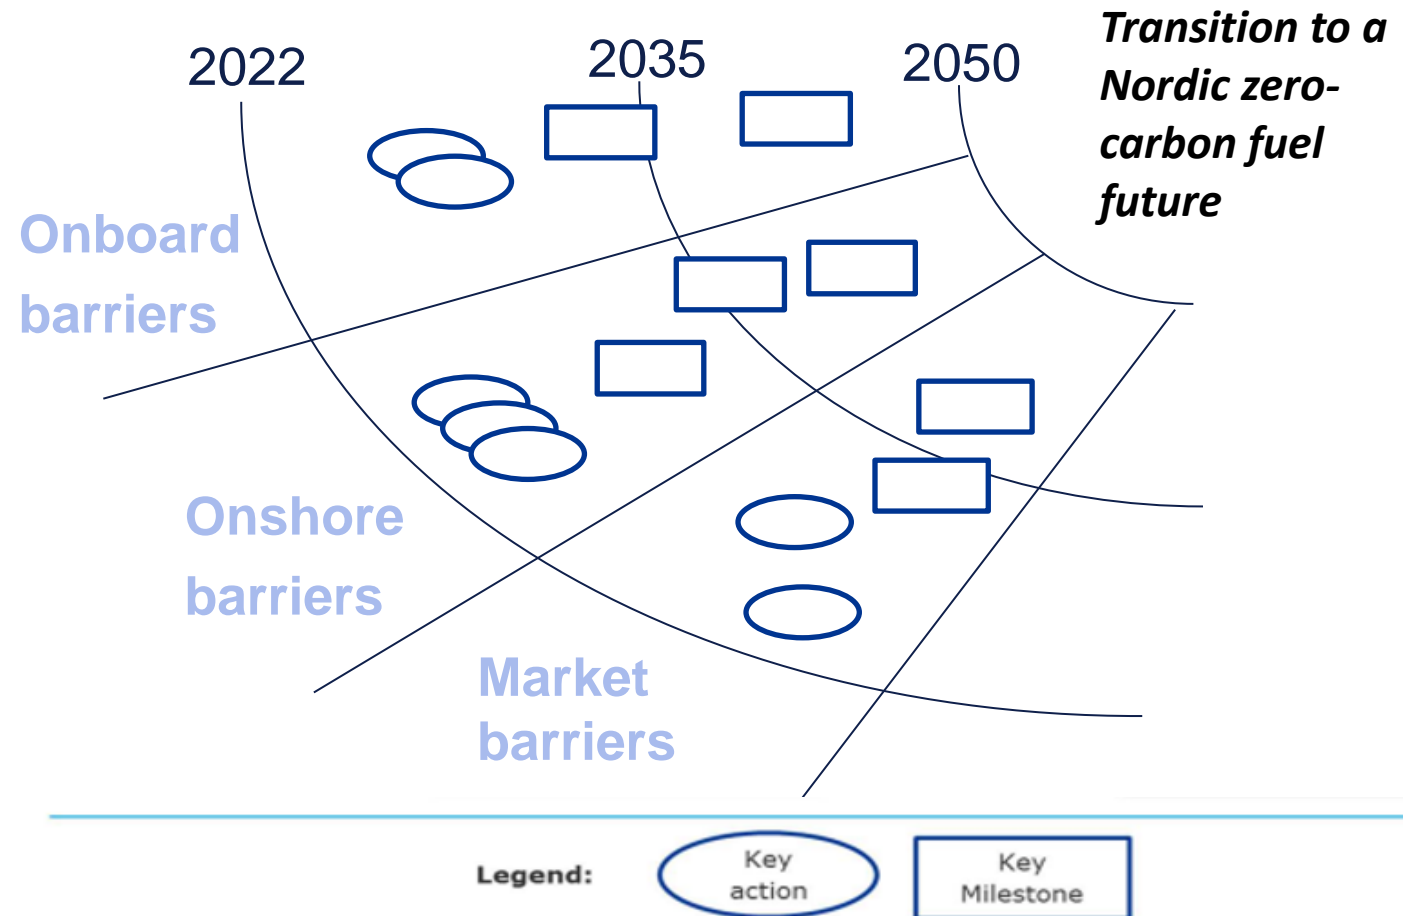 2022
2035
2050
Transition to a
Nordic zero-
carbon fuel
future
Onboard
barriers
Onshore
barriers
Market
barriers
Legend:
Key
action
Key
Milestone